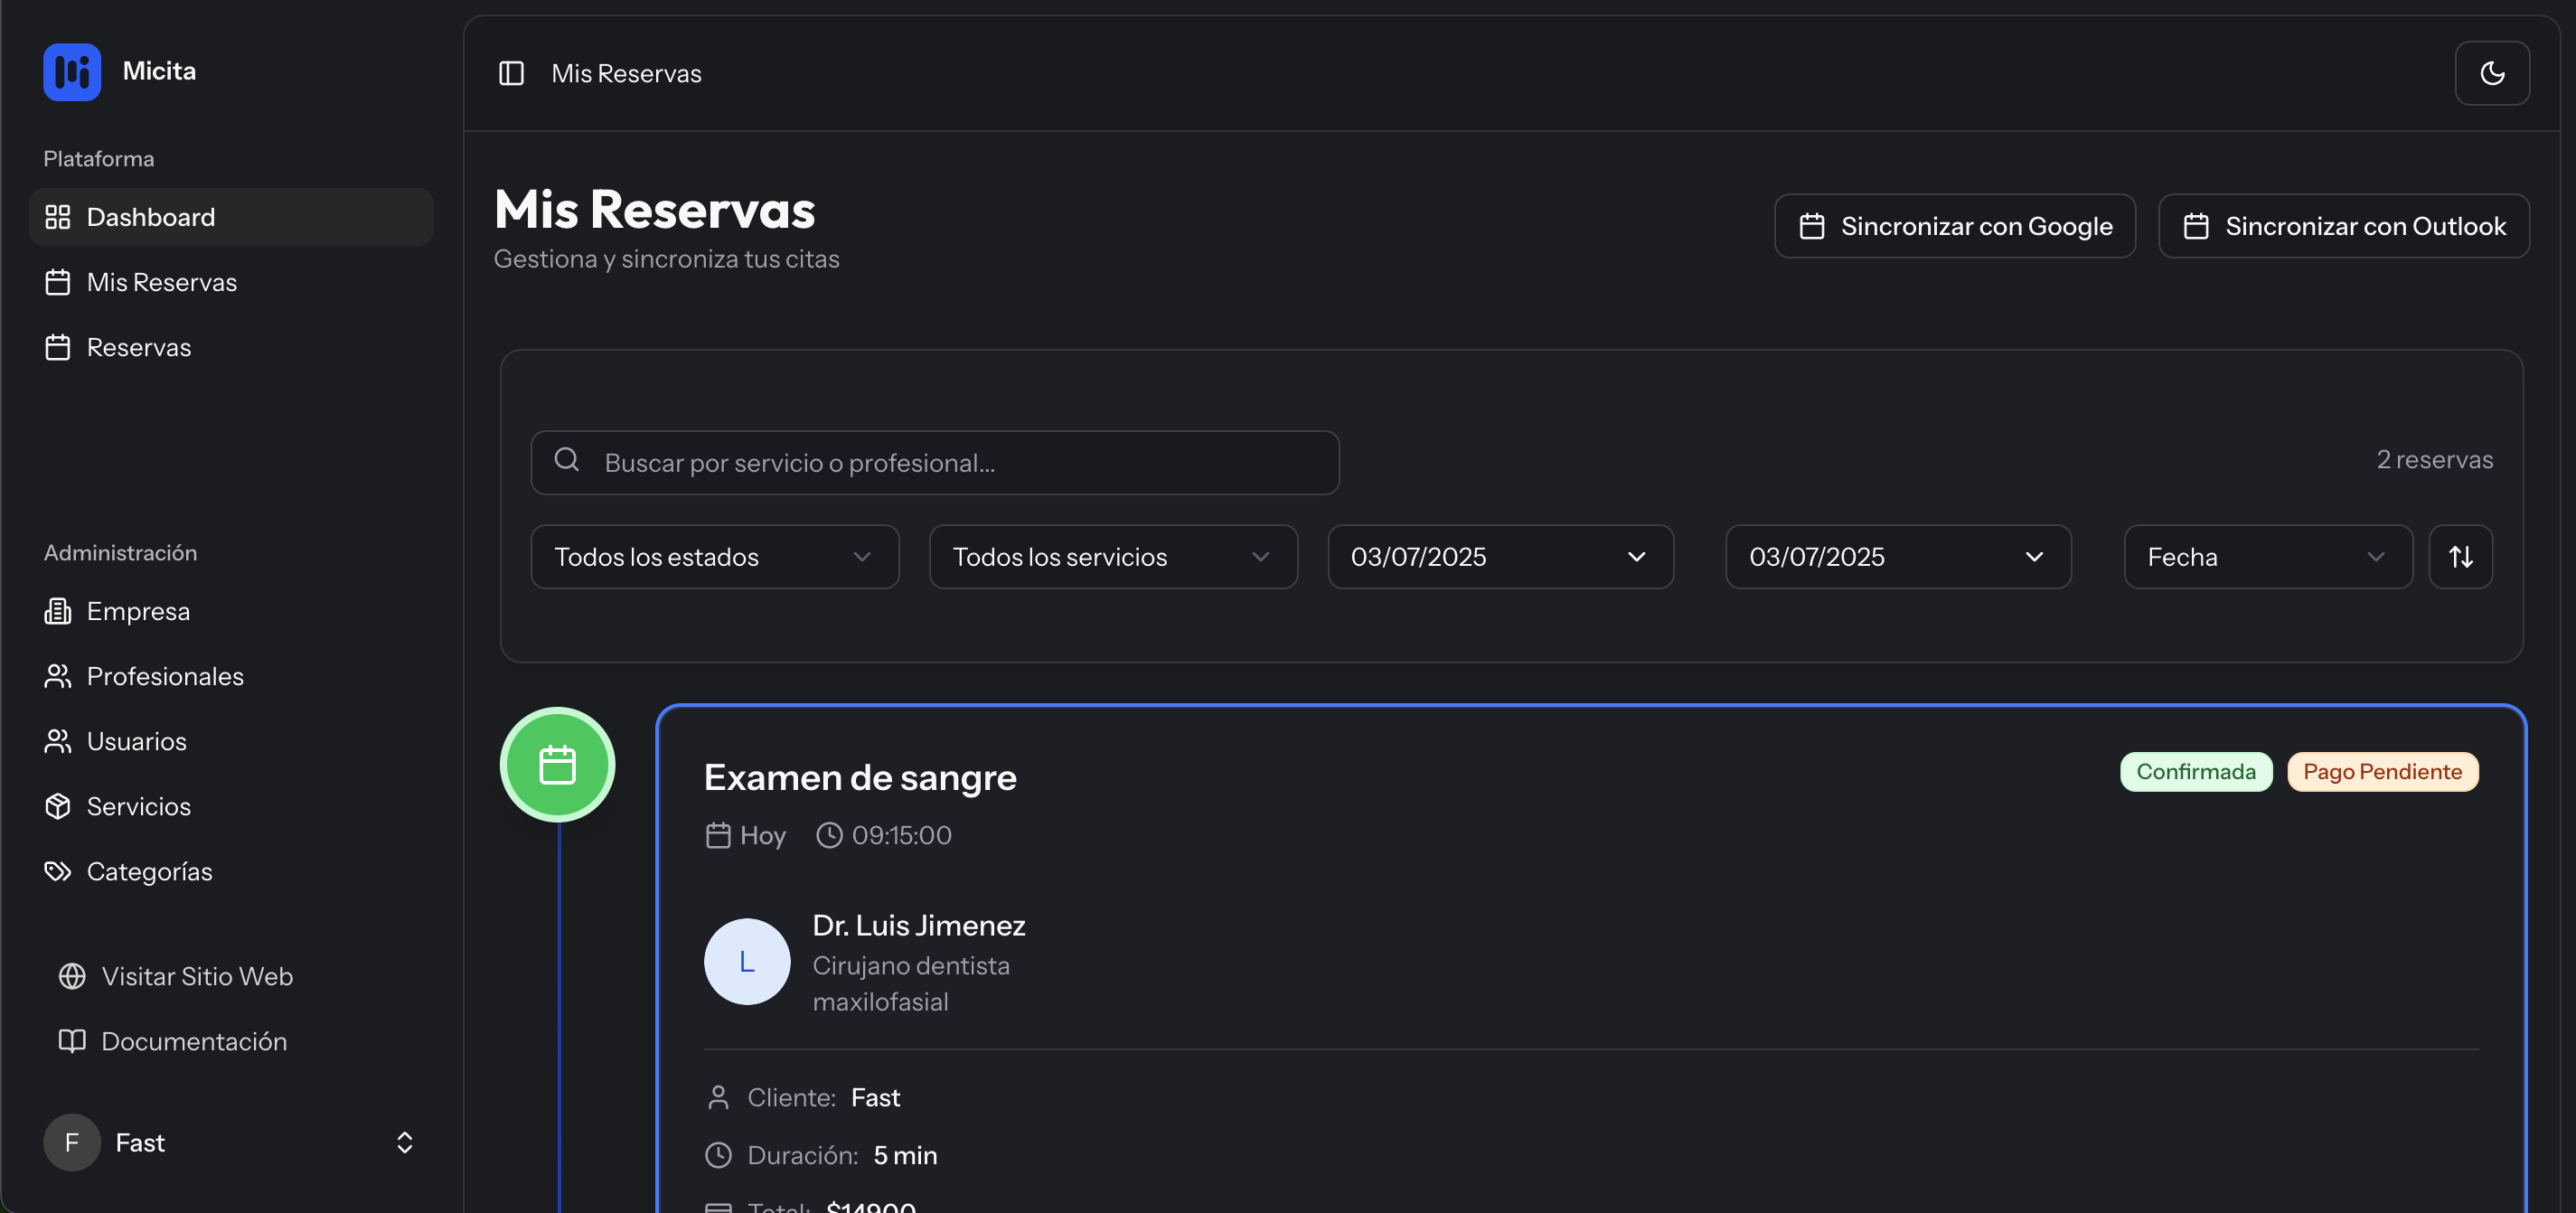 Micita
Plataforma
Dashboard
Mis Reservas
Reservas
Administración
Empresa
Profesionales
Usuarios
Servicios
Categorías
Visitar Sitio Web
Documentación
F
Fast
Mis Reservas
Mis Reservas
Gestiona y sincroniza tus citas
Sincronizar con Google
Sincronizar con Outlook
Buscar por servicio o profesional...
2 reservas
Todos los estados
Todos los servicios
03/07/2025
03/07/2025
Fecha
Examen de sangre
Confirmada
Pago Pendiente
Hoy 09:15:00
L
Dr. Luis Jimenez
Cirujano dentista
maxilofasial
Cliente: Fast
Duración: 5 min
Total: $14900